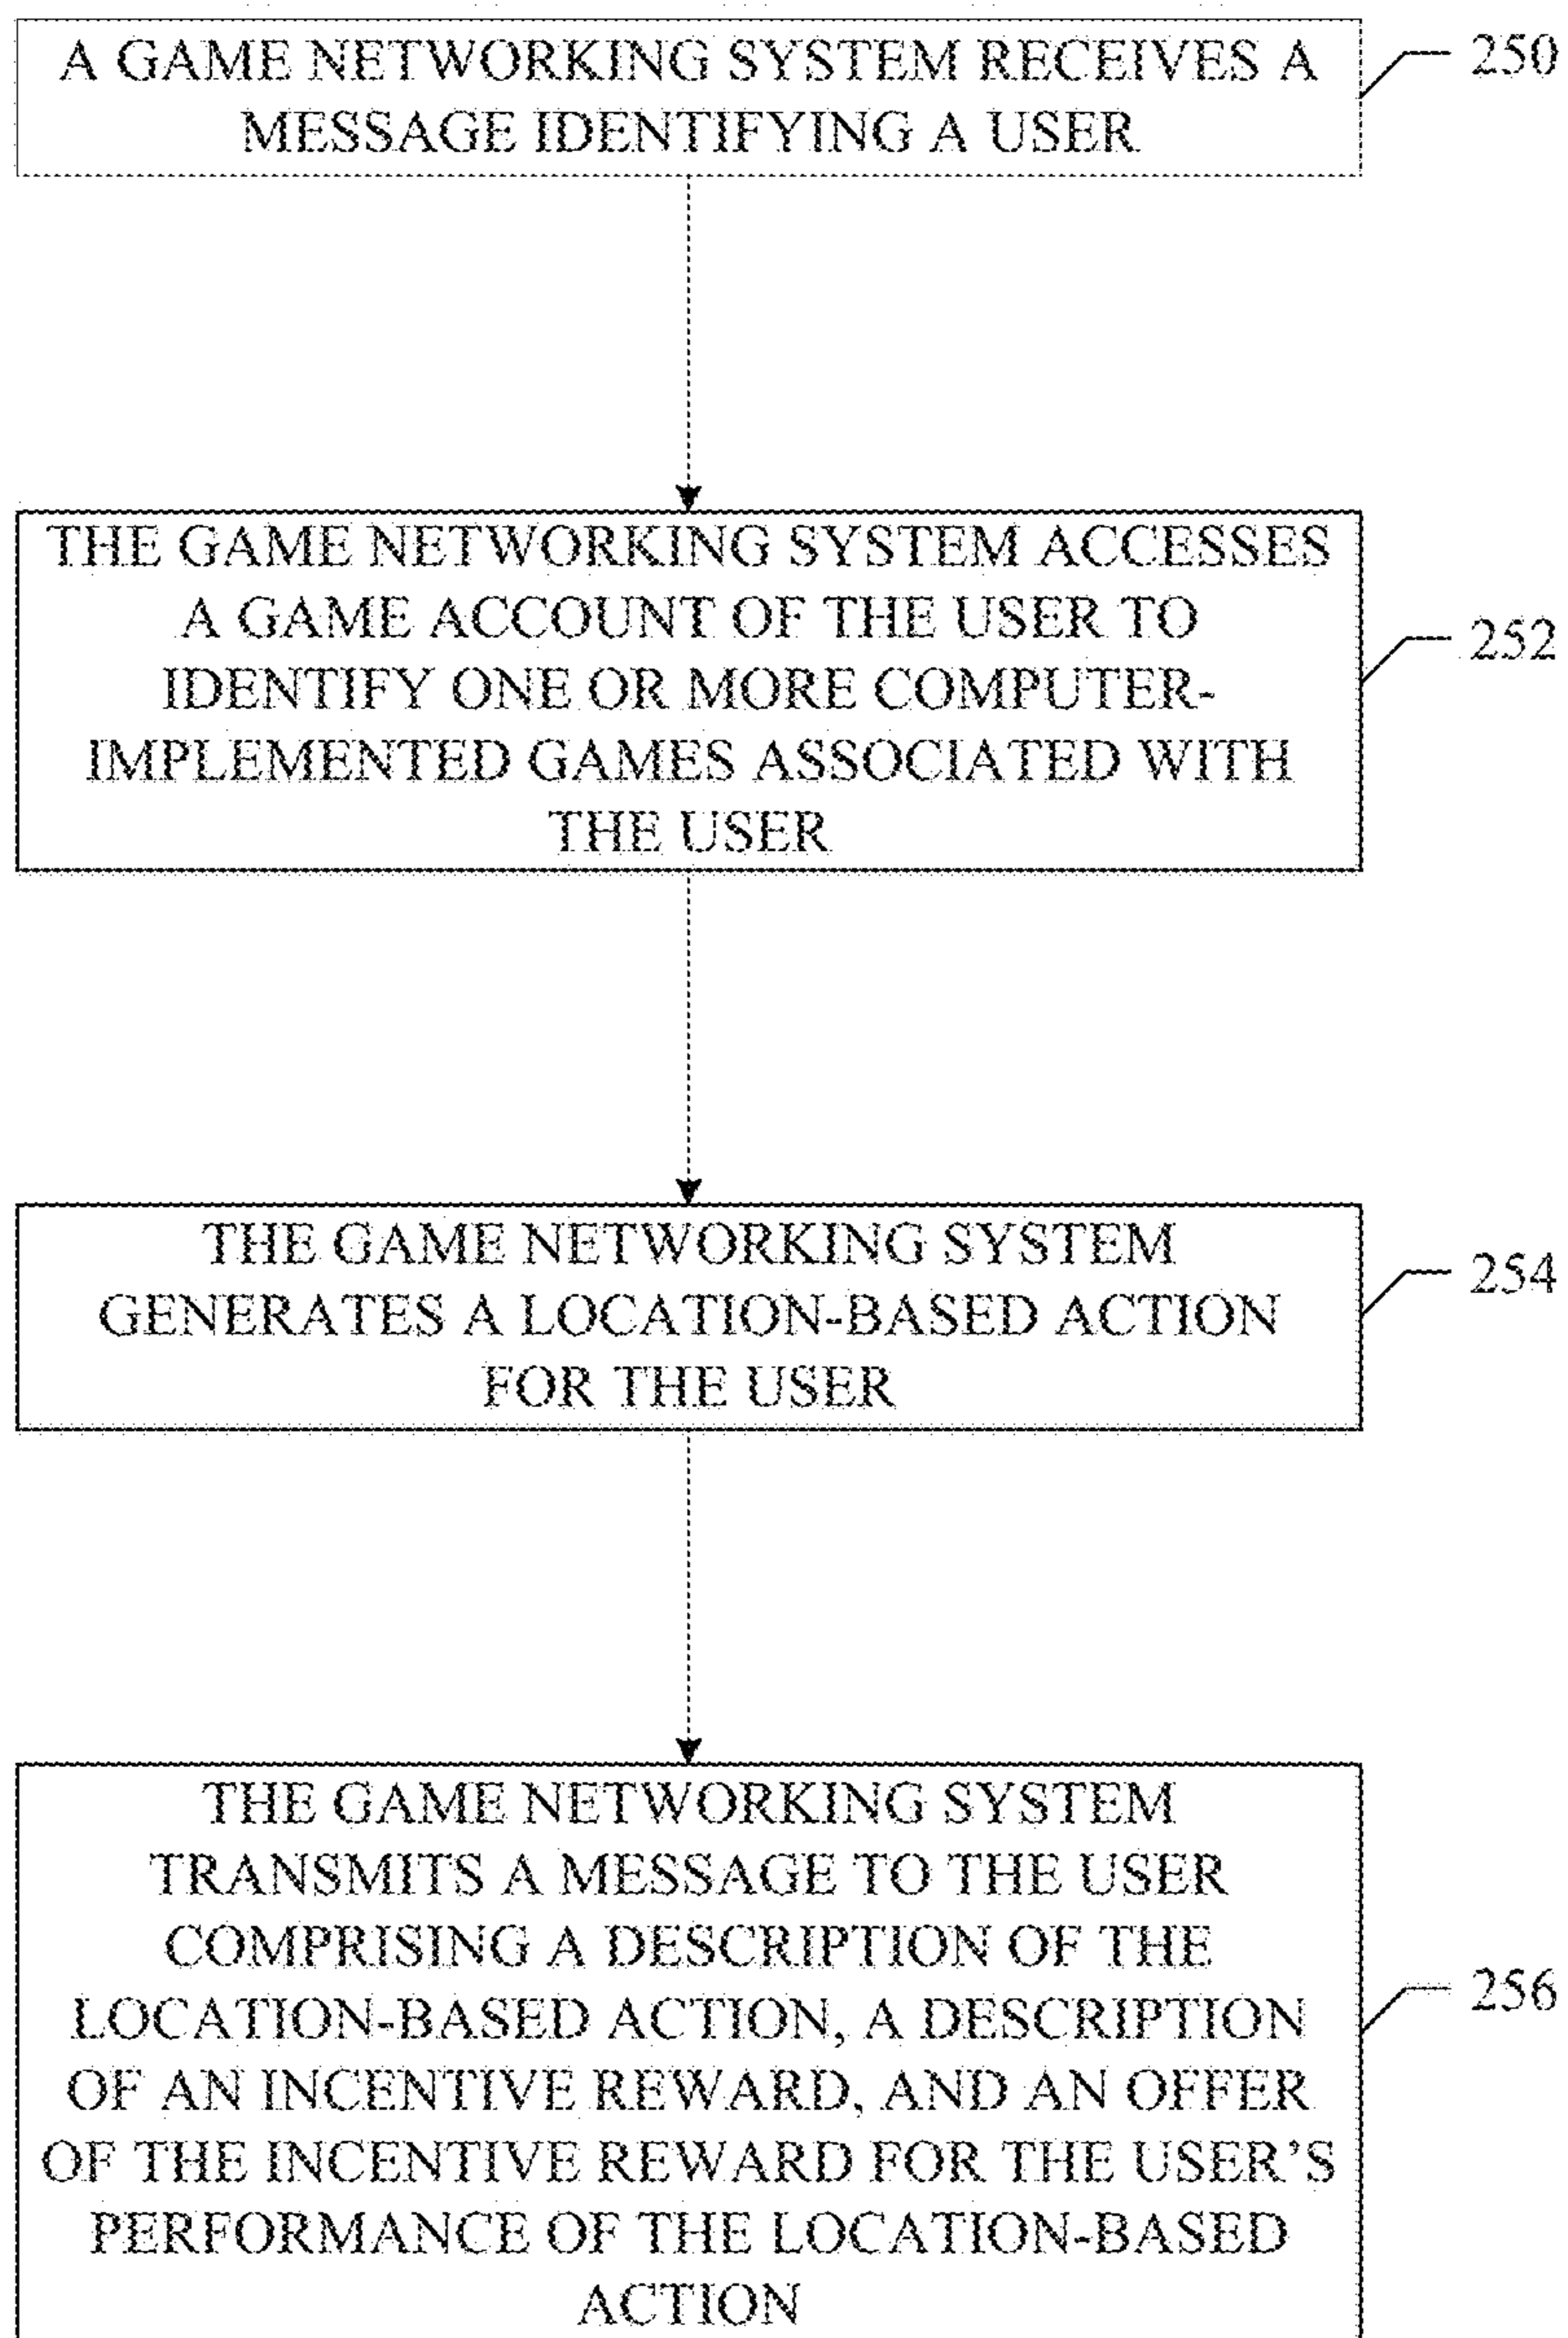 A GAME NETWORKING SYSTEM RECEIVES A
MESSAGE IDENTIFYING A USER
250
THE GAME NETWORKING SYSTEM ACCESSES
A GAME ACCOUNT OF THE USER TO
IDENTIFY ONE OR MORE COMPUTER-
IMPLEMENTED GAMES ASSOCIATED WITH
THE USER
252
THE GAME NETWORKING SYSTEM
GENERATES A LOCATION-BASED ACTION
FOR THE USER
254
THE GAME NETWORKING SYSTEM
TRANSMITS A MESSAGE TO THE USER
COMPRISING A DESCRIPTION OF THE
LOCATION-BASED ACTION, A DESCRIPTION
OF AN INCENTIVE REWARD, AND AN OFFER
OF THE INCENTIVE REWARD FOR THE USER'S
PERFORMANCE OF THE LOCATION-BASED
ACTION
256